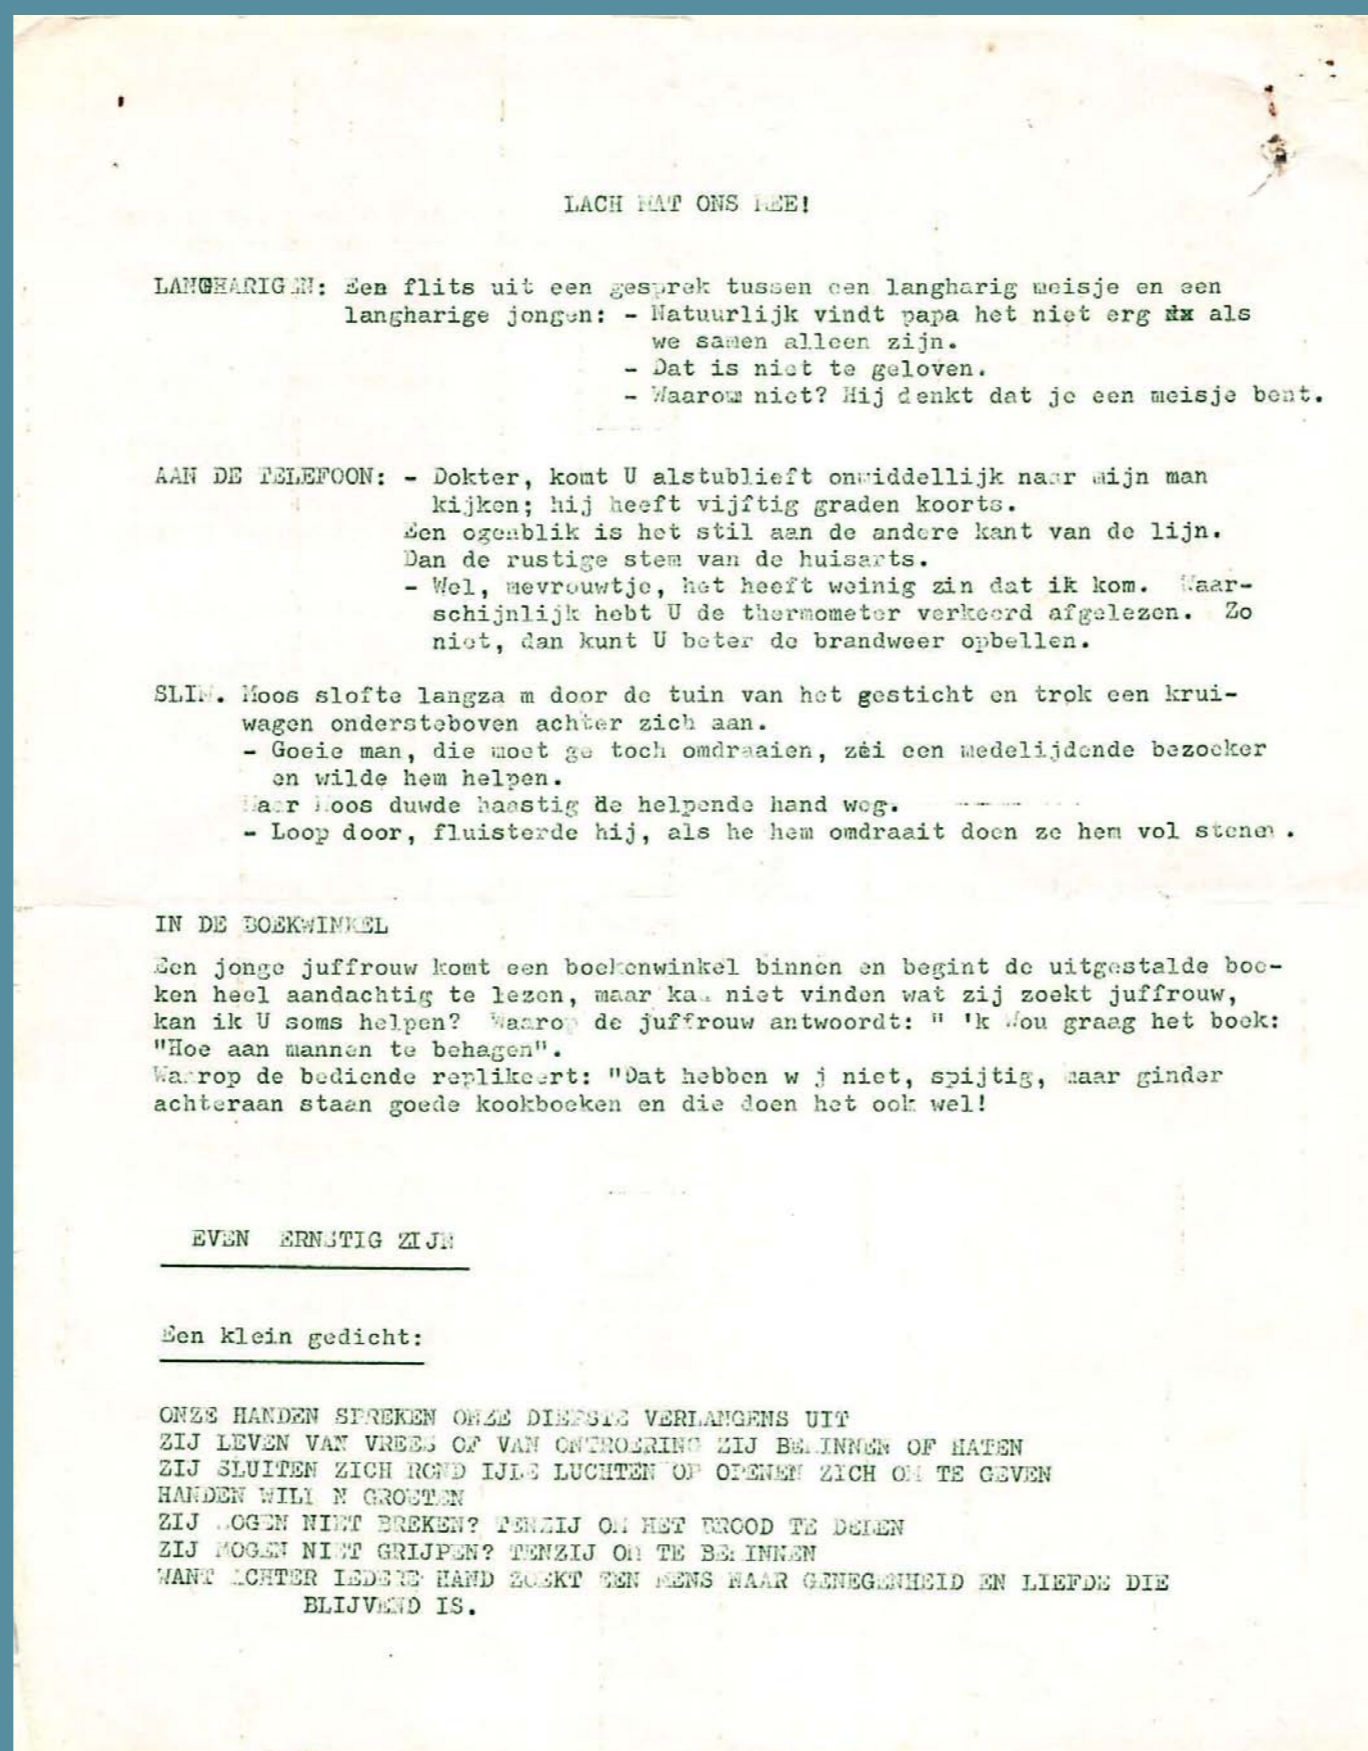 LACH WAT ONS MEE!
LANGHARIGEN: Een flits uit een gesprek tussen een langharig meisje en een
langharige jongen: - Natuurlijk vindt papa het niet erg dx als
we samen alleen zijn.
- Dat is niet te geloven.
- Waarom niet? Hij denkt dat je een meisje bent.
AAN DE TELEFOON: - Dokter, komt U alstublieft onmiddellijk naar mijn man
kijken; hij heeft vijftig graden koorts.
Een ogenblik is het stil aan de andere kant van de lijn.
Dan de rustige stem van de huisarts.
- Wel, mevrouwtje, het heeft weinig zin dat ik kom. Waar-
schijnlijk hebt U de thermometer verkeerd afgelezen. Zo
niet, dan kunt U beter de brandweer opbellen.
SLIM. Moos slofte langza m door de tuin van het gesticht en trok een krui-
wagen ondersteboven achter zich aan.
- Goeie man, die moet ge toch omdraaien, zei een medelijdende bezoeker
en wilde hem helpen.
Maar Moos duwde haastig de helpende hand weg.
- Loop door, fluisterde hij, als he hem omdraait doen ze hem vol stenen.
IN DE BOEKWINKEL
Een jonge juffrouw komt een boekenwinkel binnen en begint de uitgestalde boe-
ken heel aandachtig te lezen, maar kan niet vinden wat zij zoekt juffrouw,
kan ik U soms helpen? Waarop de juffrouw antwoordt: " 'k Wou graag het boek:
"Hoe aan mannen te behagen".
Waarop de bediende replikeert: "Dat hebben w j niet, spijtig, maar ginder
achteraan staan goede kookboeken en die doen het ook wel!
EVEN ERNSTIG ZIJN
Een klein gedicht:
ONZE HANDEN SPREKEN ONZE DIEPSTE VERLANGENS UIT
ZIJ LEVEN VAN VREES OF VAN ONTROERING ZIJ BEMINNEN OF HATEN
ZIJ SLUITEN ZICH ROND IJLE LUCHTEN OF OPENEN ZICH OM TE GEVEN
HANDEN WILLEN GROETEN
ZIJ MOGEN NIET BREKEN? TENZIJ OM HET BROOD TE DELEN
ZIJ MOGEN NIET GRIJPEN? TENZIJ OM TE BEMINNEN
WANT ACHTER IEDERE HAND ZOEKT EEN MENS NAAR GENEGENHEID EN LIEFDE DIE
BLIJVEND IS.